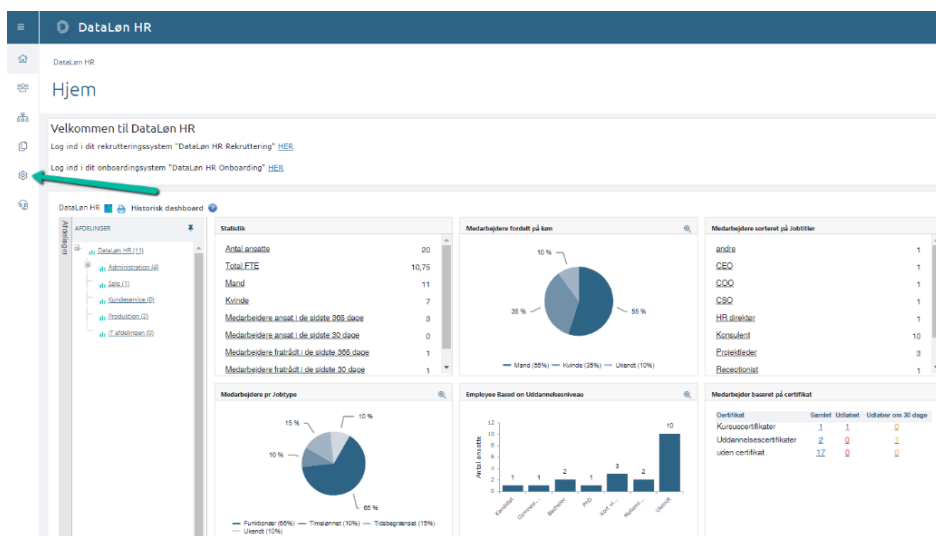 DataLøn HR
DataLøn HR
Hjem
Velkommen til DataLøn HR
Log ind i dit rekrutteringssystem "DataLøn HR Rekruttering" HER
Log ind i dit onboardingsystem "DataLøn HR Onboarding" HER
DataLøn HR Historisk dashboard
Afdelinger
AFDELINGER
DataLøn HR (11)
Administration (4)
Salg (1)
Kundeservice (0)
Produktion (2)
IT afdelingen (0)
Statistik
Antal ansatte 20
Total FTE 10,75
Mand 11
Kvinde 7
Medarbejdere ansat i de sidste 365 dage 3
Medarbejdere ansat i de sidste 30 dage 0
Medarbejdere fratrådt i de sidste 365 dage 1
Medarbejdere fratrådt i de sidste 30 dage 1
Medarbejdere fordelt på køn
10 %
35 %
55 %
Mand (55%) Kvinde (35%) Ukendt (10%)
Medarbejdere sorteret på Jobtitler
andre 1
CEO 1
COO 1
CSO 1
HR direktør 1
Konsulent 10
Projektleder 3
Receptionist 1
Medarbejdere pr Jobtype
15 %
10 %
10 %
65 %
Funktionær (65%) Timelønnet (10%) Tidsbegrænset (15%)
Ukendt (10%)
Employee Based on Uddannelsesniveau
Antal ansatte
12
10
8
6
4
2
0
1 1 2 1 3 2 10
Kandidat Gymnasi... Bachelor PhD Kort vi... Mellemi... Ukendt
Medarbejder baseret på certifikat
Certifikat Samlet Udløbet Udløber om 30 dage
Kursuscertifikater 1 1 0
Uddannelsescertifikater 2 0 1
uden certifikat 17 0 0